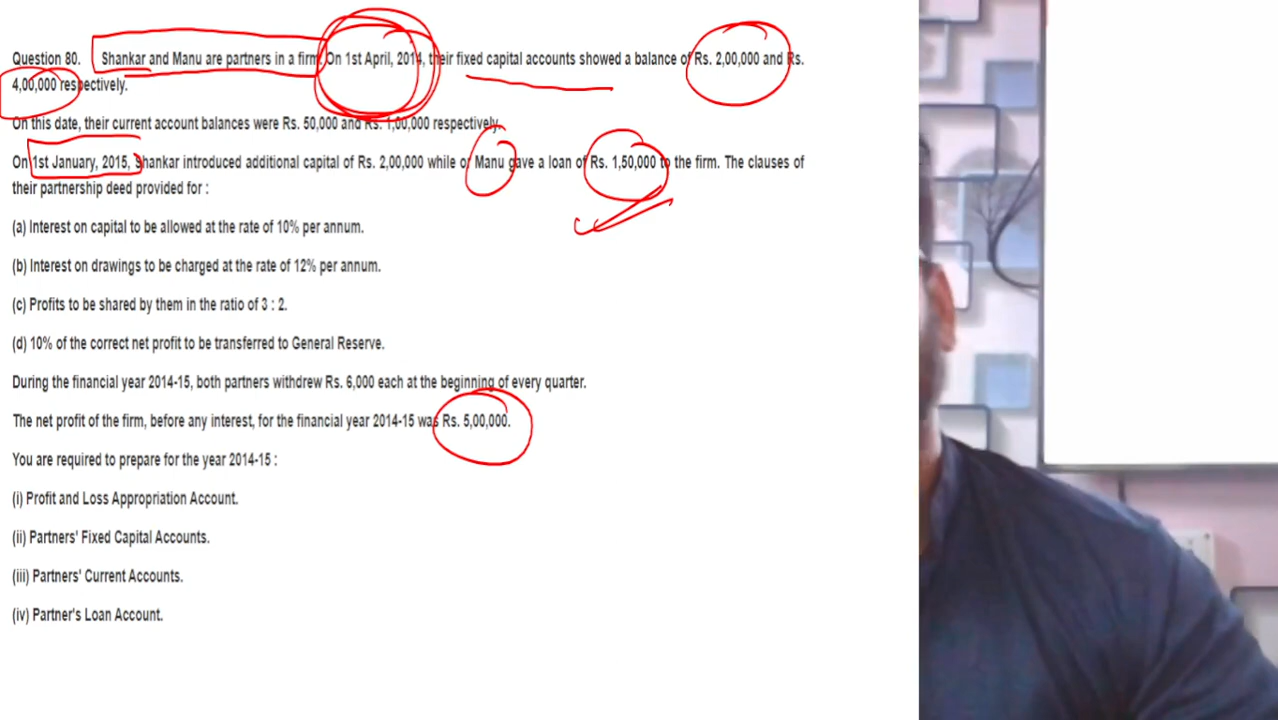 Question 80. Shankar and Manu are partners in a firm. On 1st April, 2014, their fixed capital accounts showed a balance of Rs. 2,00,000 and Rs.
4,00,000 respectively.
On this date, their current account balances were Rs. 50,000 and Rs. 1,00,000 respectively.
On 1st January, 2015, Shankar introduced additional capital of Rs. 2,00,000 while or Manu gave a loan of Rs. 1,50,000 to the firm. The clauses of
their partnership deed provided for :
(a) Interest on capital to be allowed at the rate of 10% per annum.
(b) Interest on drawings to be charged at the rate of 12% per annum.
(c) Profits to be shared by them in the ratio of 3 : 2.
(d) 10% of the correct net profit to be transferred to General Reserve.
During the financial year 2014-15, both partners withdrew Rs. 6,000 each at the beginning of every quarter.
The net profit of the firm, before any interest, for the financial year 2014-15 was Rs. 5,00,000.
You are required to prepare for the year 2014-15 :
(i) Profit and Loss Appropriation Account.
(ii) Partners' Fixed Capital Accounts.
(iii) Partners' Current Accounts.
(iv) Partner's Loan Account.